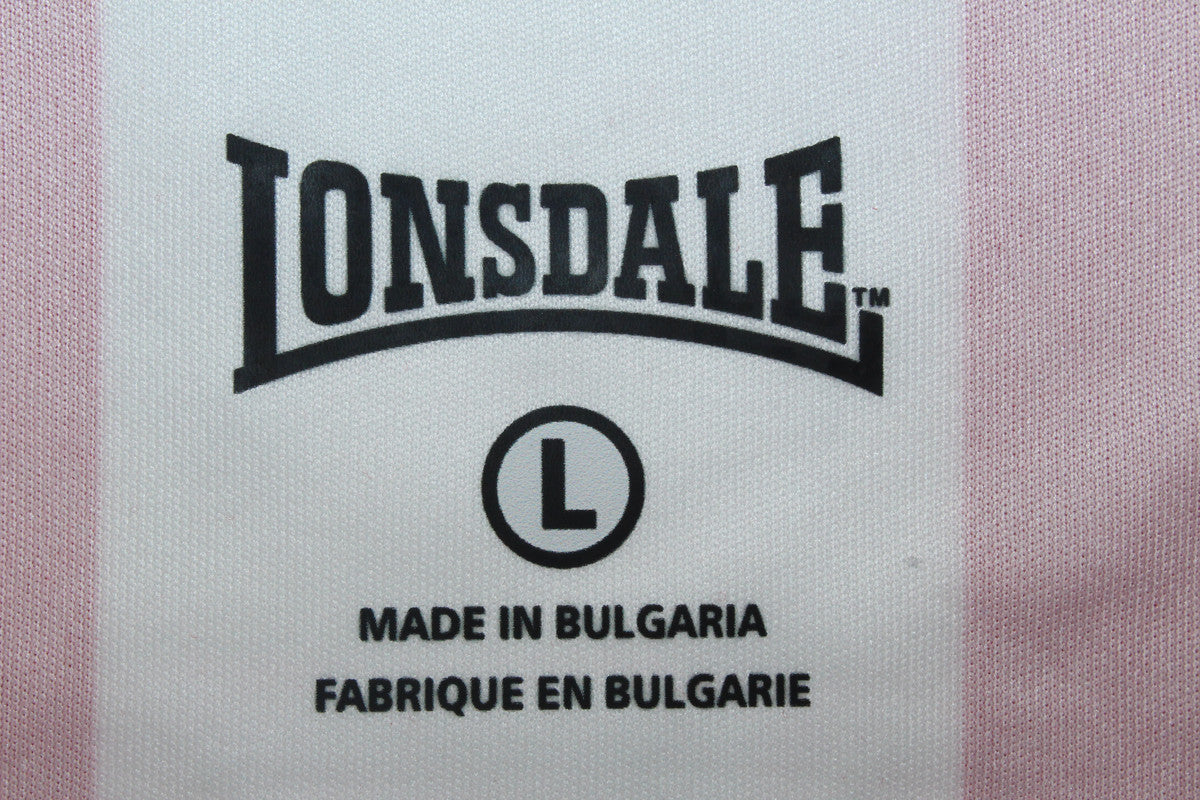 LONSDALE™
L
MADE IN BULGARIA
FABRIQUE EN BULGARIE